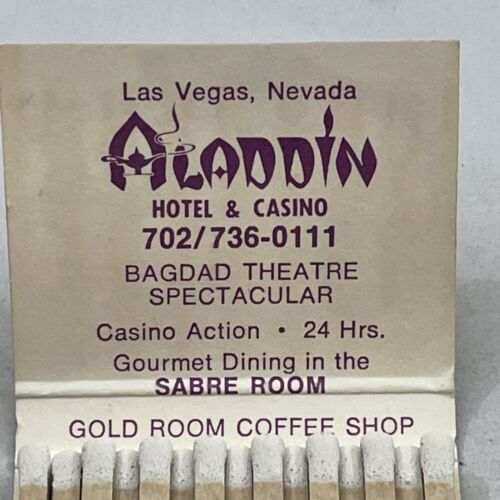 Las Vegas, Nevada
ALADDIN
HOTEL & CASINO
702/736-0111
BAGDAD THEATRE
SPECTACULAR
Casino Action • 24 Hrs.
Gourmet Dining in the
SABRE ROOM
GOLD ROOM COFFEE SHOP